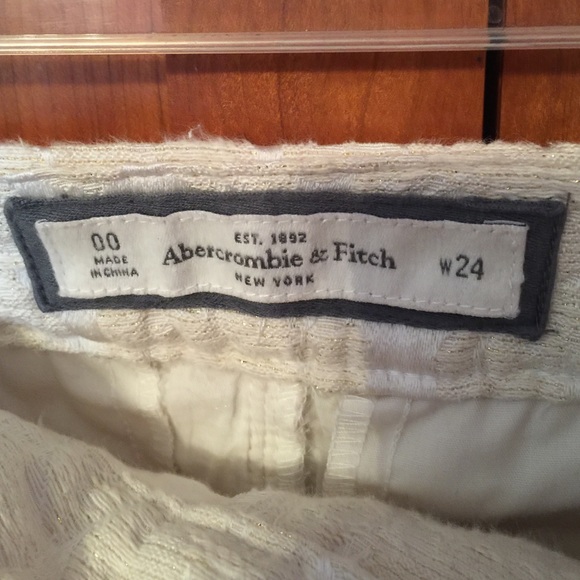 00
MADE
IN CHINA
EST. 1892
Abercrombie & Fitch
NEW YORK
W24